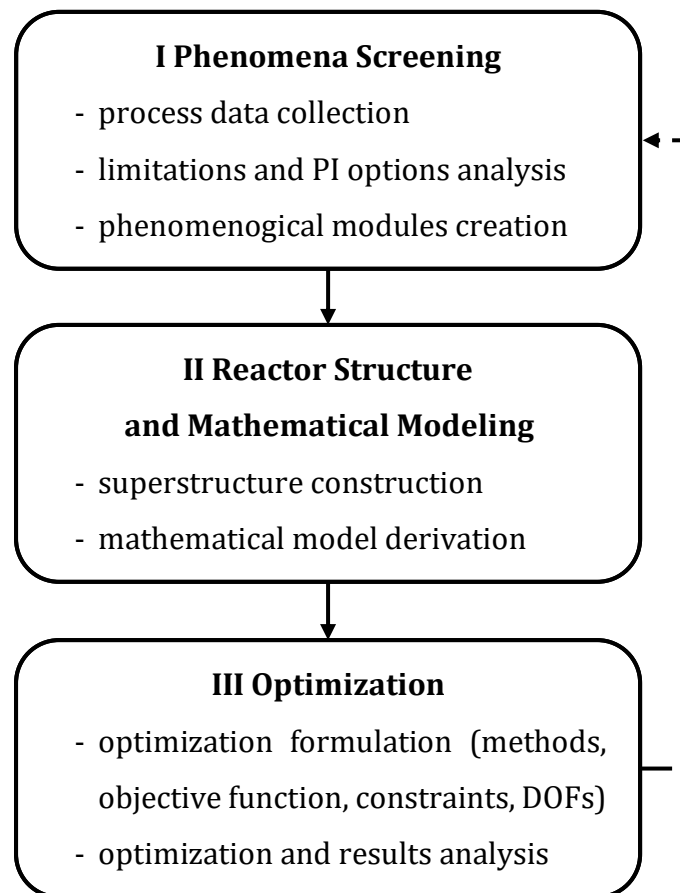 I Phenomena Screening
- process data collection
- limitations and PI options analysis
- phenomenogical modules creation
II Reactor Structure
and Mathematical Modeling
- superstructure construction
- mathematical model derivation
III Optimization
- optimization formulation (methods,
objective function, constraints, DOFs)
- optimization and results analysis